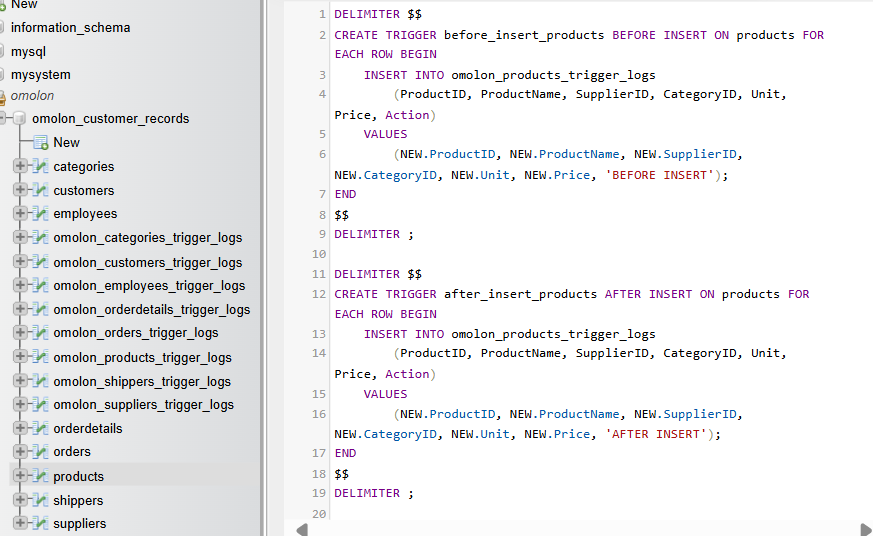 New
information_schema
mysql
mysystem
omolon
omolon_customer_records
New
categories
customers
employees
omolon_categories_trigger_logs
omolon_customers_trigger_logs
omolon_employees_trigger_logs
omolon_orderdetails_trigger_logs
omolon_orders_trigger_logs
omolon_products_trigger_logs
omolon_shippers_trigger_logs
omolon_suppliers_trigger_logs
orderdetails
orders
products
shippers
suppliers
1 DELIMITER $$
2 CREATE TRIGGER before_insert_products BEFORE INSERT ON products FOR
EACH ROW BEGIN
3 INSERT INTO omolon_products_trigger_logs
4 (ProductID, ProductName, SupplierID, CategoryID, Unit,
Price, Action)
5 VALUES
6 (NEW.ProductID, NEW.ProductName, NEW.SupplierID,
NEW.CategoryID, NEW.Unit, NEW.Price, 'BEFORE INSERT');
7 END
8 $$
9 DELIMITER ;
10
11 DELIMITER $$
12 CREATE TRIGGER after_insert_products AFTER INSERT ON products FOR
EACH ROW BEGIN
13 INSERT INTO omolon_products_trigger_logs
14 (ProductID, ProductName, SupplierID, CategoryID, Unit,
Price, Action)
15 VALUES
16 (NEW.ProductID, NEW.ProductName, NEW.SupplierID,
NEW.CategoryID, NEW.Unit, NEW.Price, 'AFTER INSERT');
17 END
18 $$
19 DELIMITER ;
20